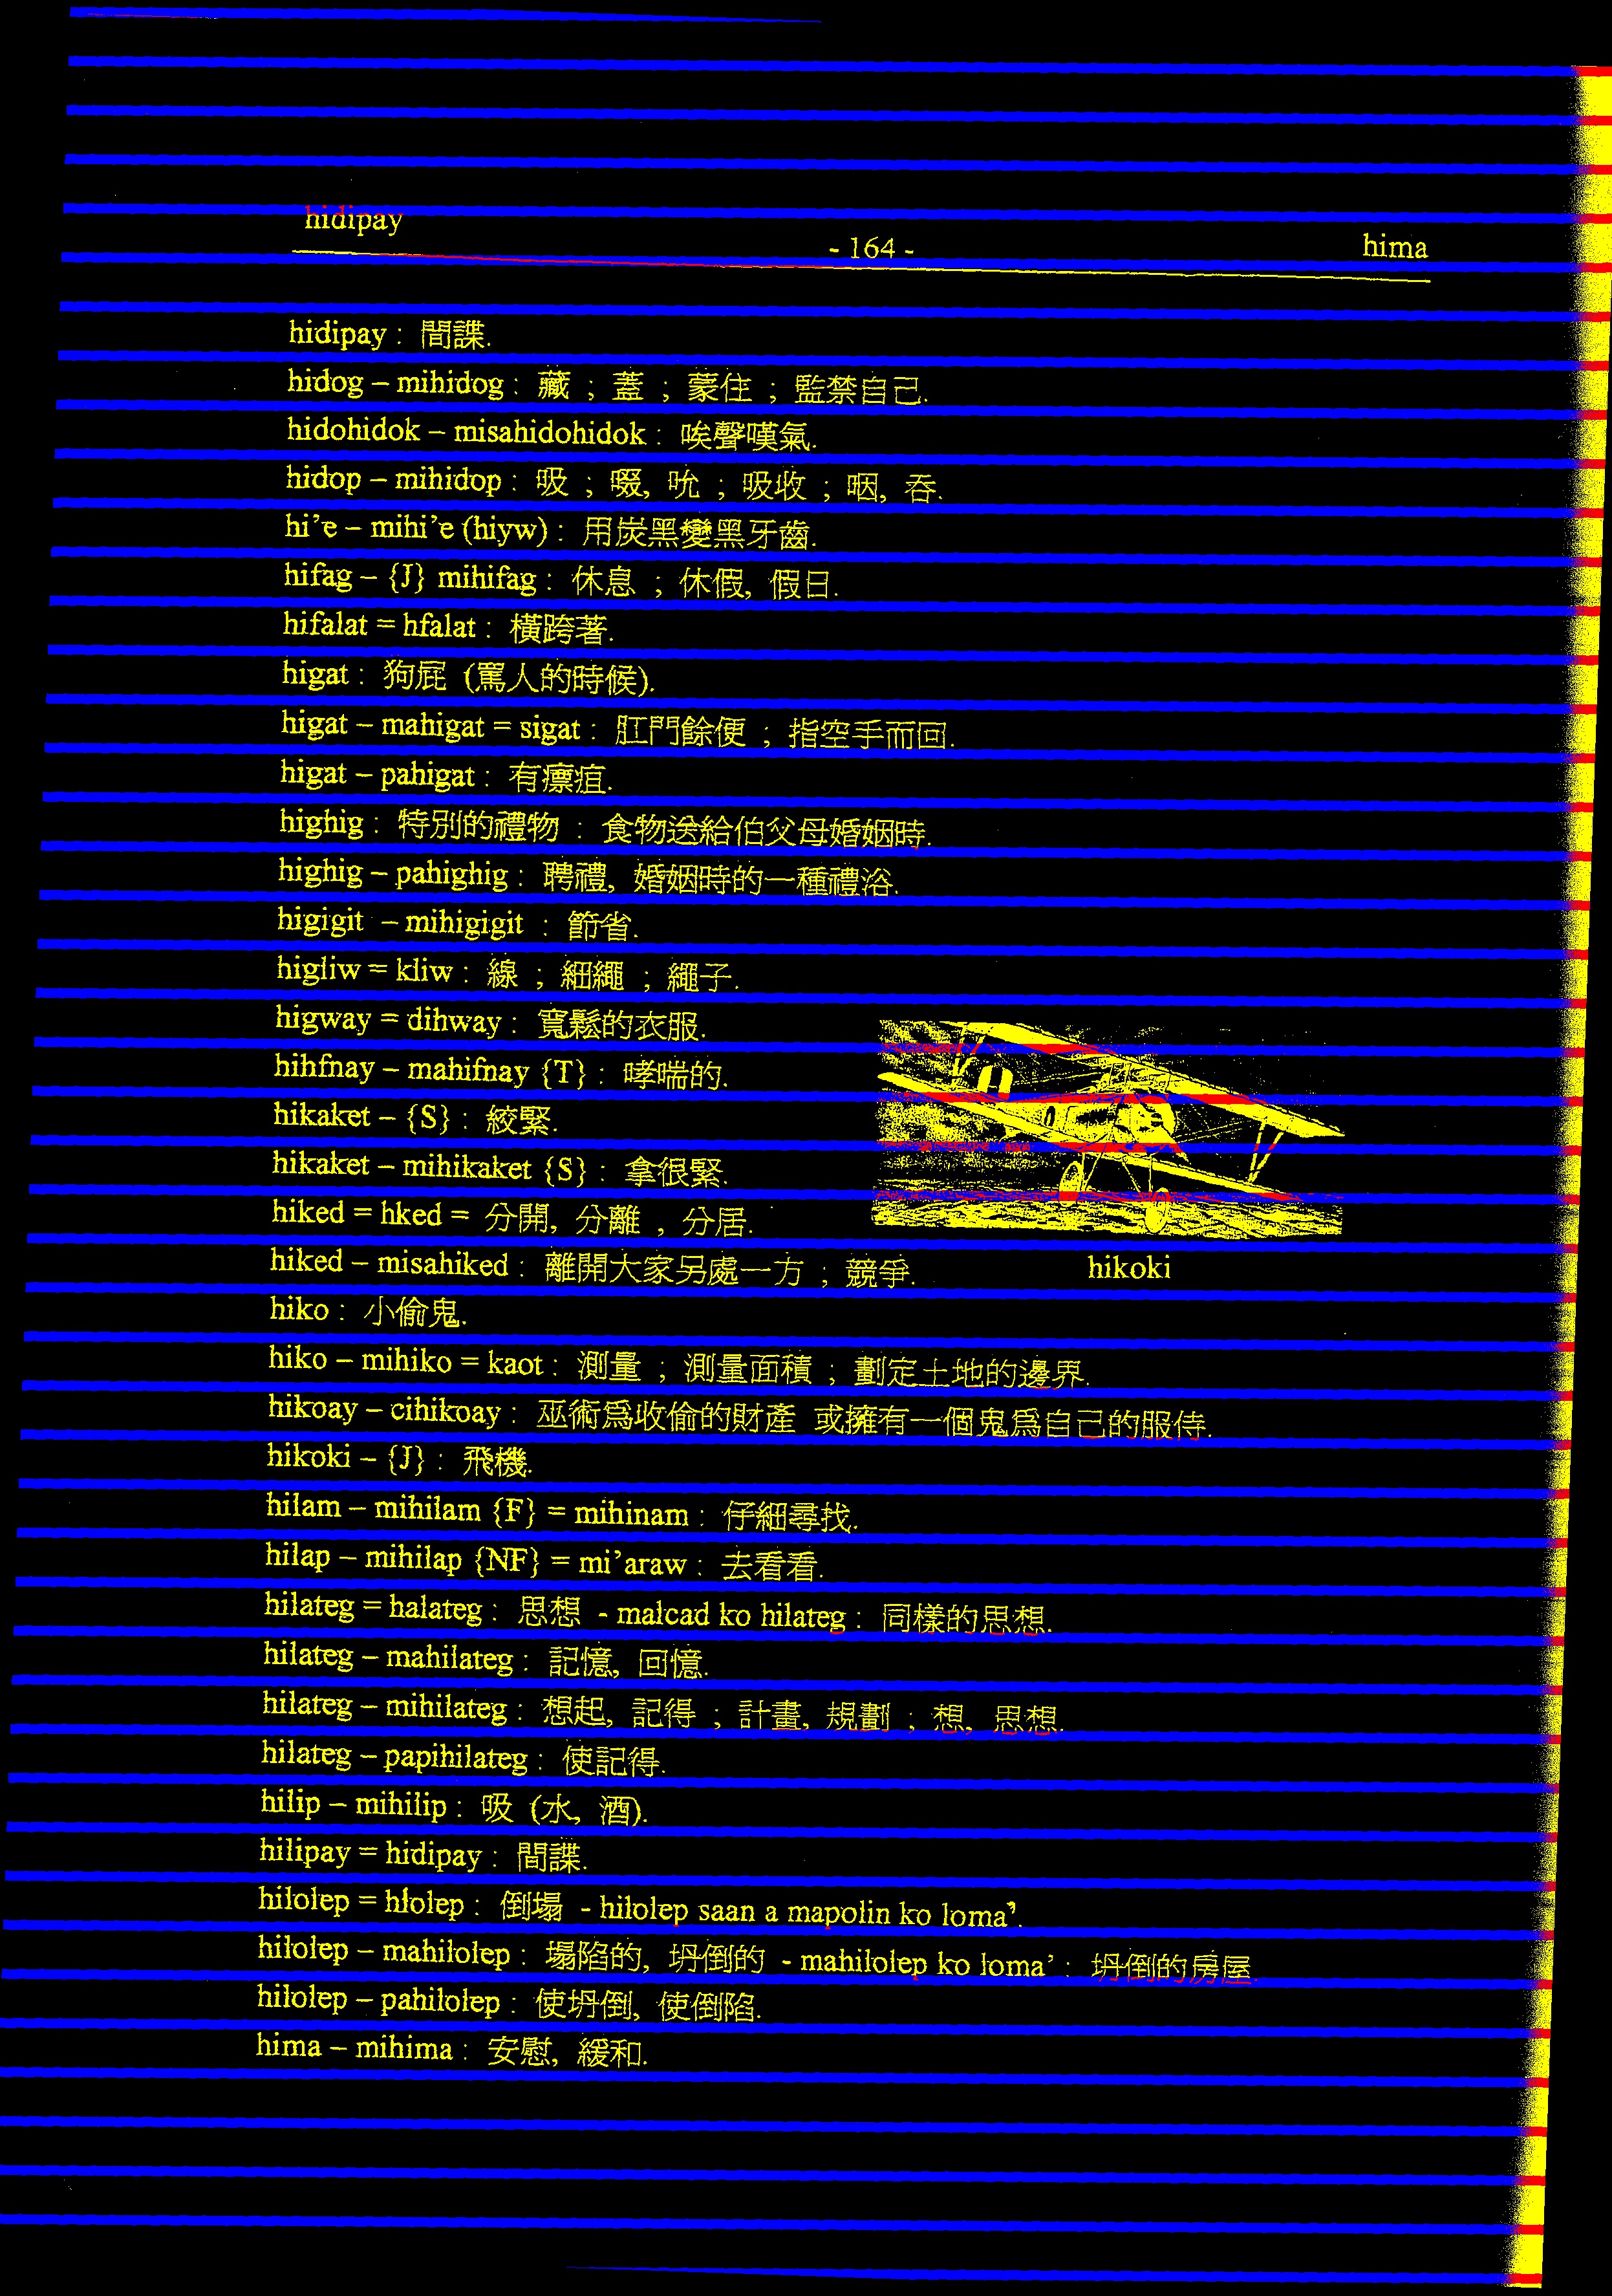 hidipay
- 164 -
hima
hidipay : 間諜.
hidog – mihidog : 藏 ; 蓋 ; 蒙住 ; 監禁自己.
hidohidok – misahidohidok : 唉聲嘆氣.
hidop – mihidop : 吸 ; 啜, 吮 ; 吸收 ; 咽, 吞.
hi’e – mihi’e (hiyw) : 用炭黑變黑牙齒.
hifag – {J} mihifag : 休息 ; 休假, 假日.
hifalat = hfalat : 橫跨著.
higat : 狗屁 (罵人的時候).
higat – mahigat = sigat : 肛門餘便 ; 指空手而回.
higat – pahigat : 有瘭疽.
highig : 特別的禮物 : 食物送給伯父母婚姻時.
highig – pahighig : 聘禮, 婚姻時的一種禮浴.
higigit – mihigigit : 節省.
higliw = kliw : 線 ; 細繩 ; 繩子.
higway = dihway : 寬鬆的衣服.
hihfnay – mahifnay {T} : 哮喘的.
hikaket – {S} : 絞緊.
hikaket – mihikaket {S} : 拿很緊.
hiked = hked = 分開, 分離 , 分居.
hiked – misahiked : 離開大家另處一方 ; 競爭.
hikoki
hiko : 小偷鬼.
hiko – mihiko = kaot : 測量 ; 測量面積 ; 劃定土地的邊界.
hikoay – cihikoay : 巫術爲收偷的財產 或擁有一個鬼爲自己的服侍.
hikoki – {J} : 飛機.
hilam – mihilam {F} = mihinam : 仔細尋找.
hilap – mihilap {NF} = mi’araw : 去看看.
hilateg = halateg : 思想 - malcad ko hilateg : 同樣的思想.
hilateg – mahilateg : 記憶, 回憶.
hilateg – mihilateg : 想起, 記得 ; 計畫, 規劃 ; 想, 思想.
hilateg – papihilateg : 使記得.
hilip – mihilip : 吸 (水, 酒).
hilipay = hidipay : 間諜.
hilolep = hlolep : 倒塌 - hilolep saan a mapolin ko loma’.
hilolep – mahilolep : 塌陷的, 坍倒的 - mahilolep ko loma’ : 坍倒的房屋.
hilolep – pahilolep : 使坍倒, 使倒陷.
hima – mihima : 安慰, 緩和.